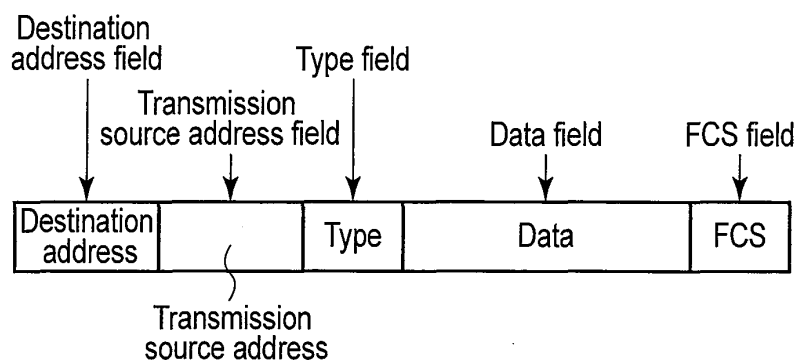 Destination
address field
Type field
Transmission
source address field
Data field
FCS field
Destination
address
Type
Data
FCS
Transmission
source address